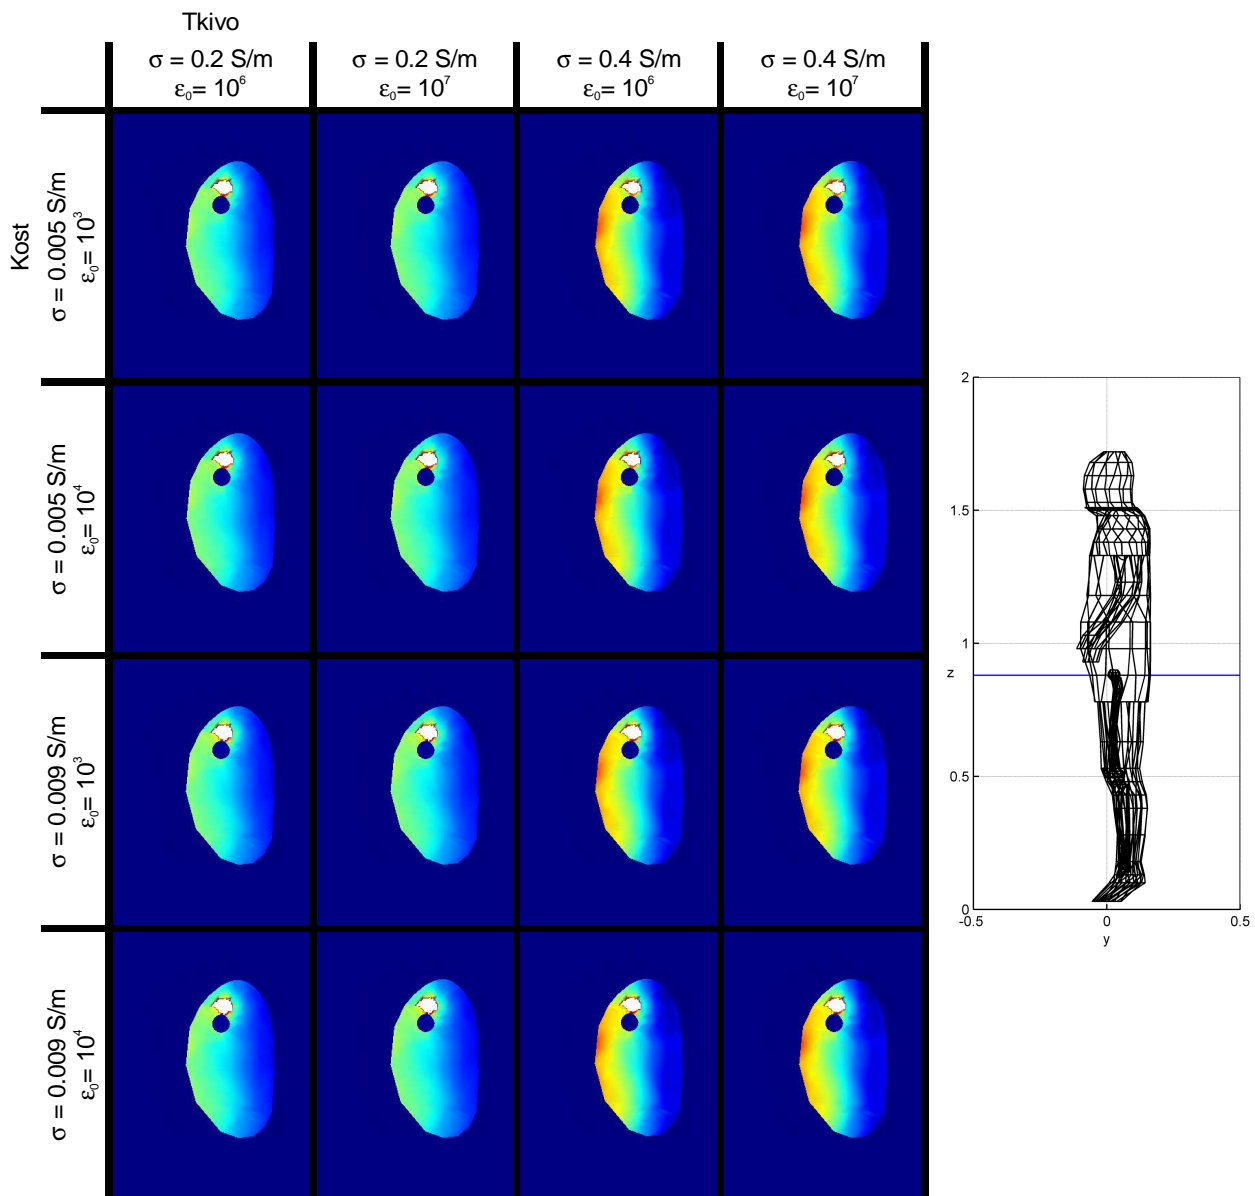 Tkivo
σ = 0.2 S/m
ε₀= 10⁶
σ = 0.2 S/m
ε₀= 10⁷
σ = 0.4 S/m
ε₀= 10⁶
σ = 0.4 S/m
ε₀= 10⁷
Kost
σ = 0.005 S/m
ε₀= 10³
σ = 0.005 S/m
ε₀= 10⁴
σ = 0.009 S/m
ε₀= 10³
σ = 0.009 S/m
ε₀= 10⁴
2
1.5
1
z
0.5
0
-0.5
0
0.5
y